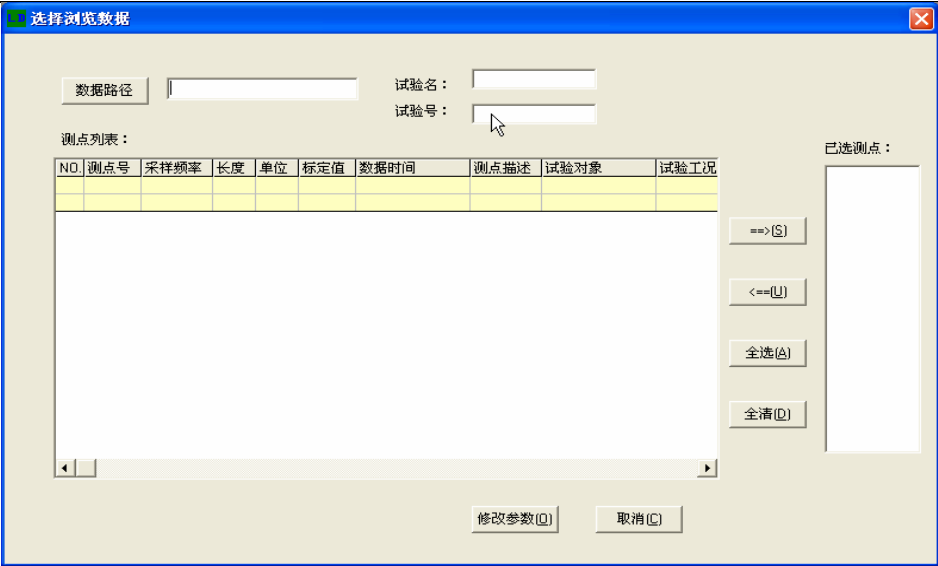 选择浏览数据
数据路径
试验名：
试验号：
测点列表：
已选测点：
NO. 测点号 采样频率 长度 单位 标定值 数据时间 测点描述 试验对象 试验工况
==>(S)
<==(U)
全选(A)
全清(D)
修改参数(O) 取消(C)